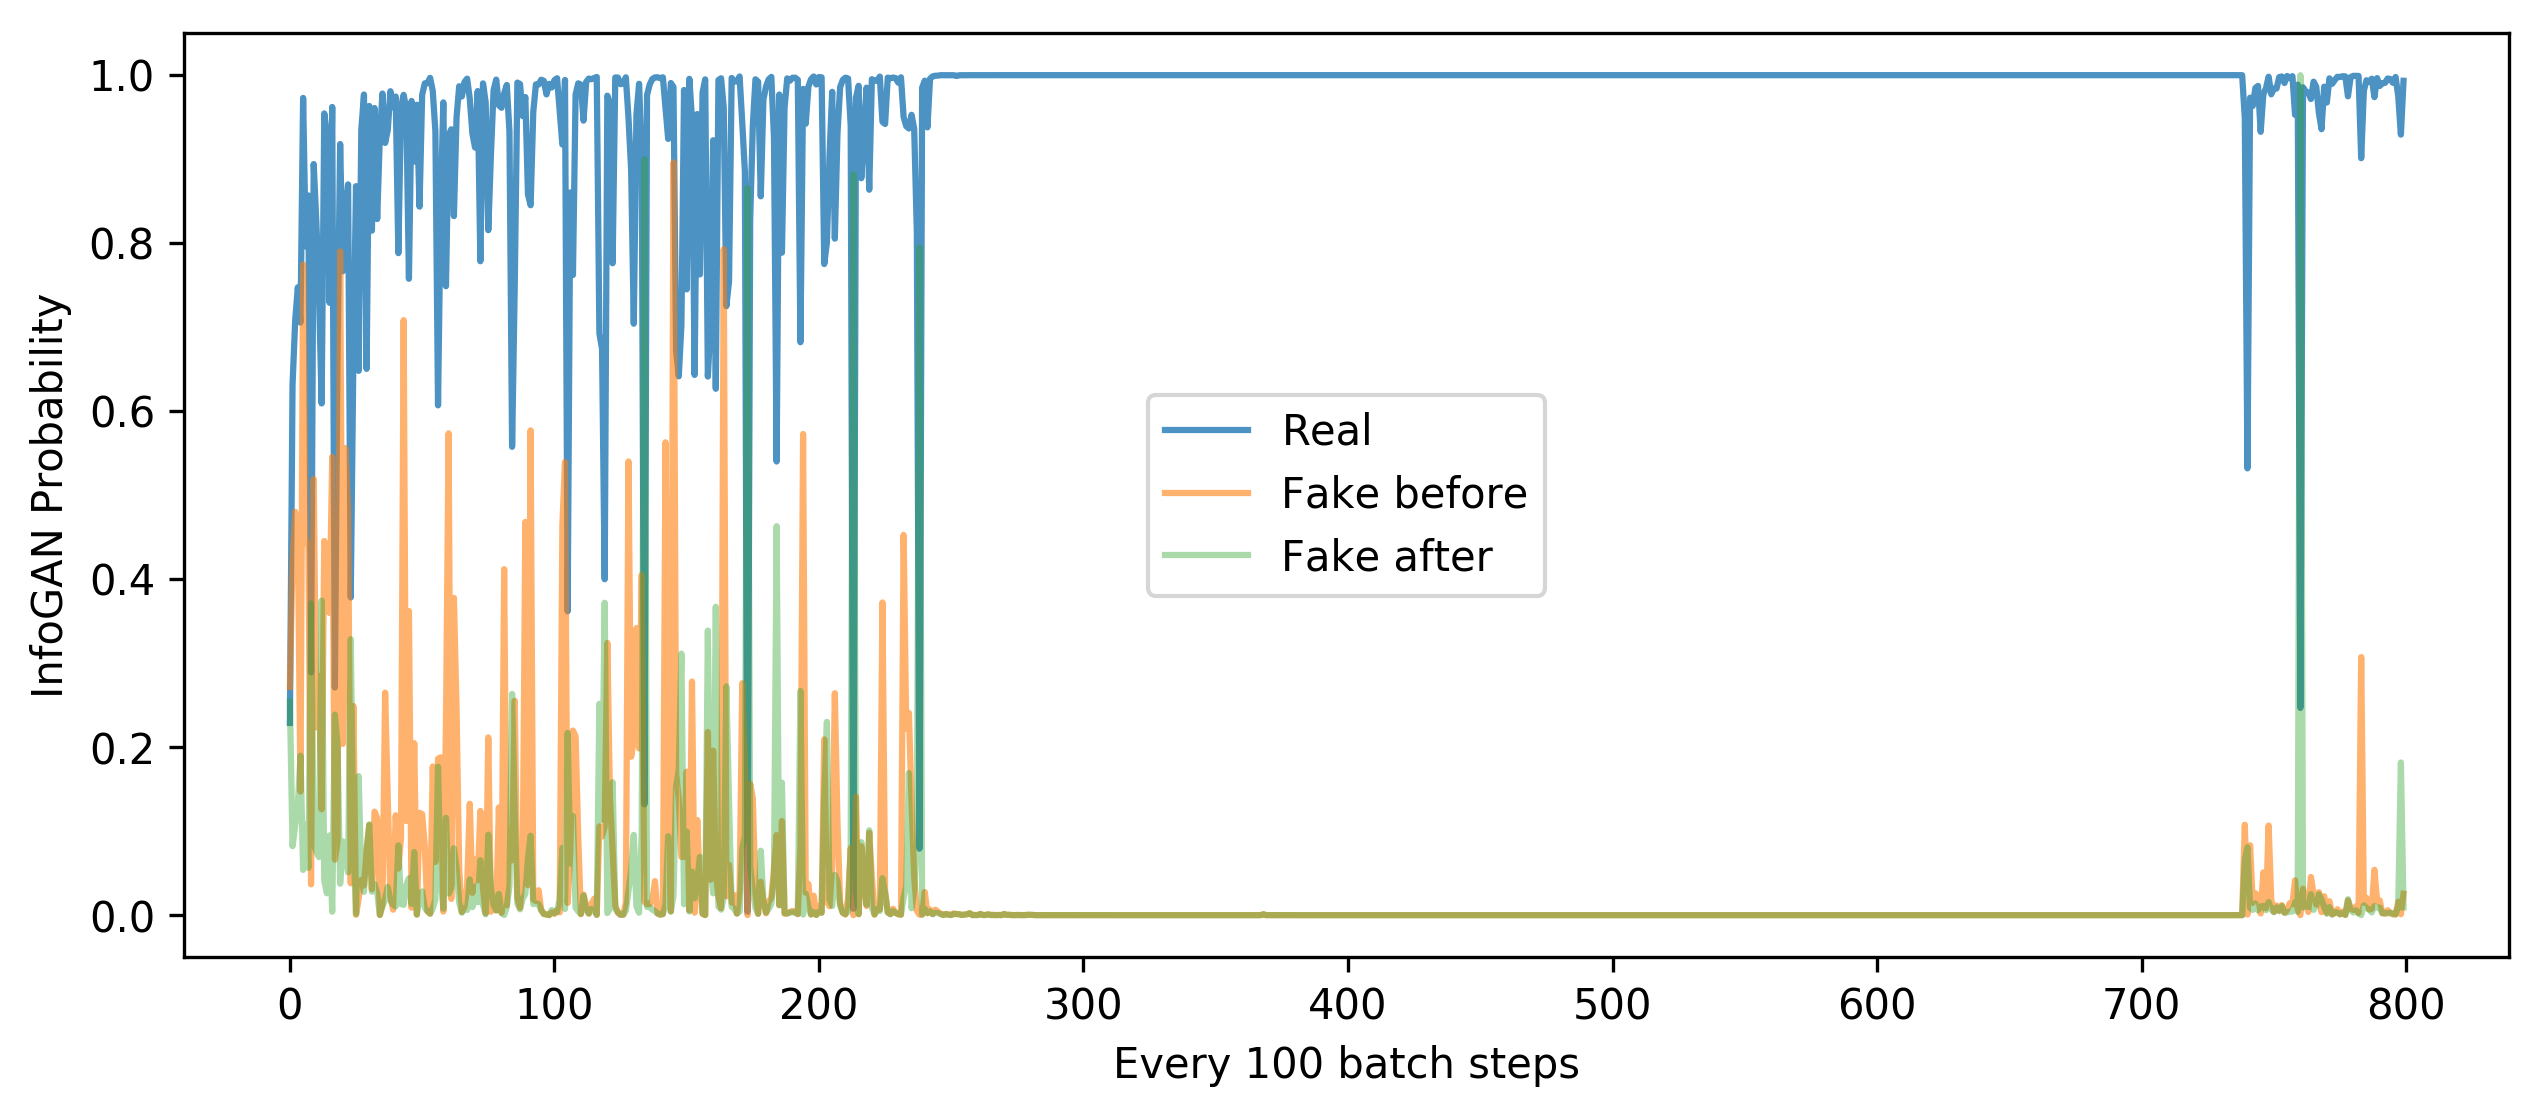 InfoGAN Probability
1.0
0.8
0.6
0.4
0.2
0.0
Real
Fake before
Fake after
0 100 200 300 400 500 600 700 800
Every 100 batch steps